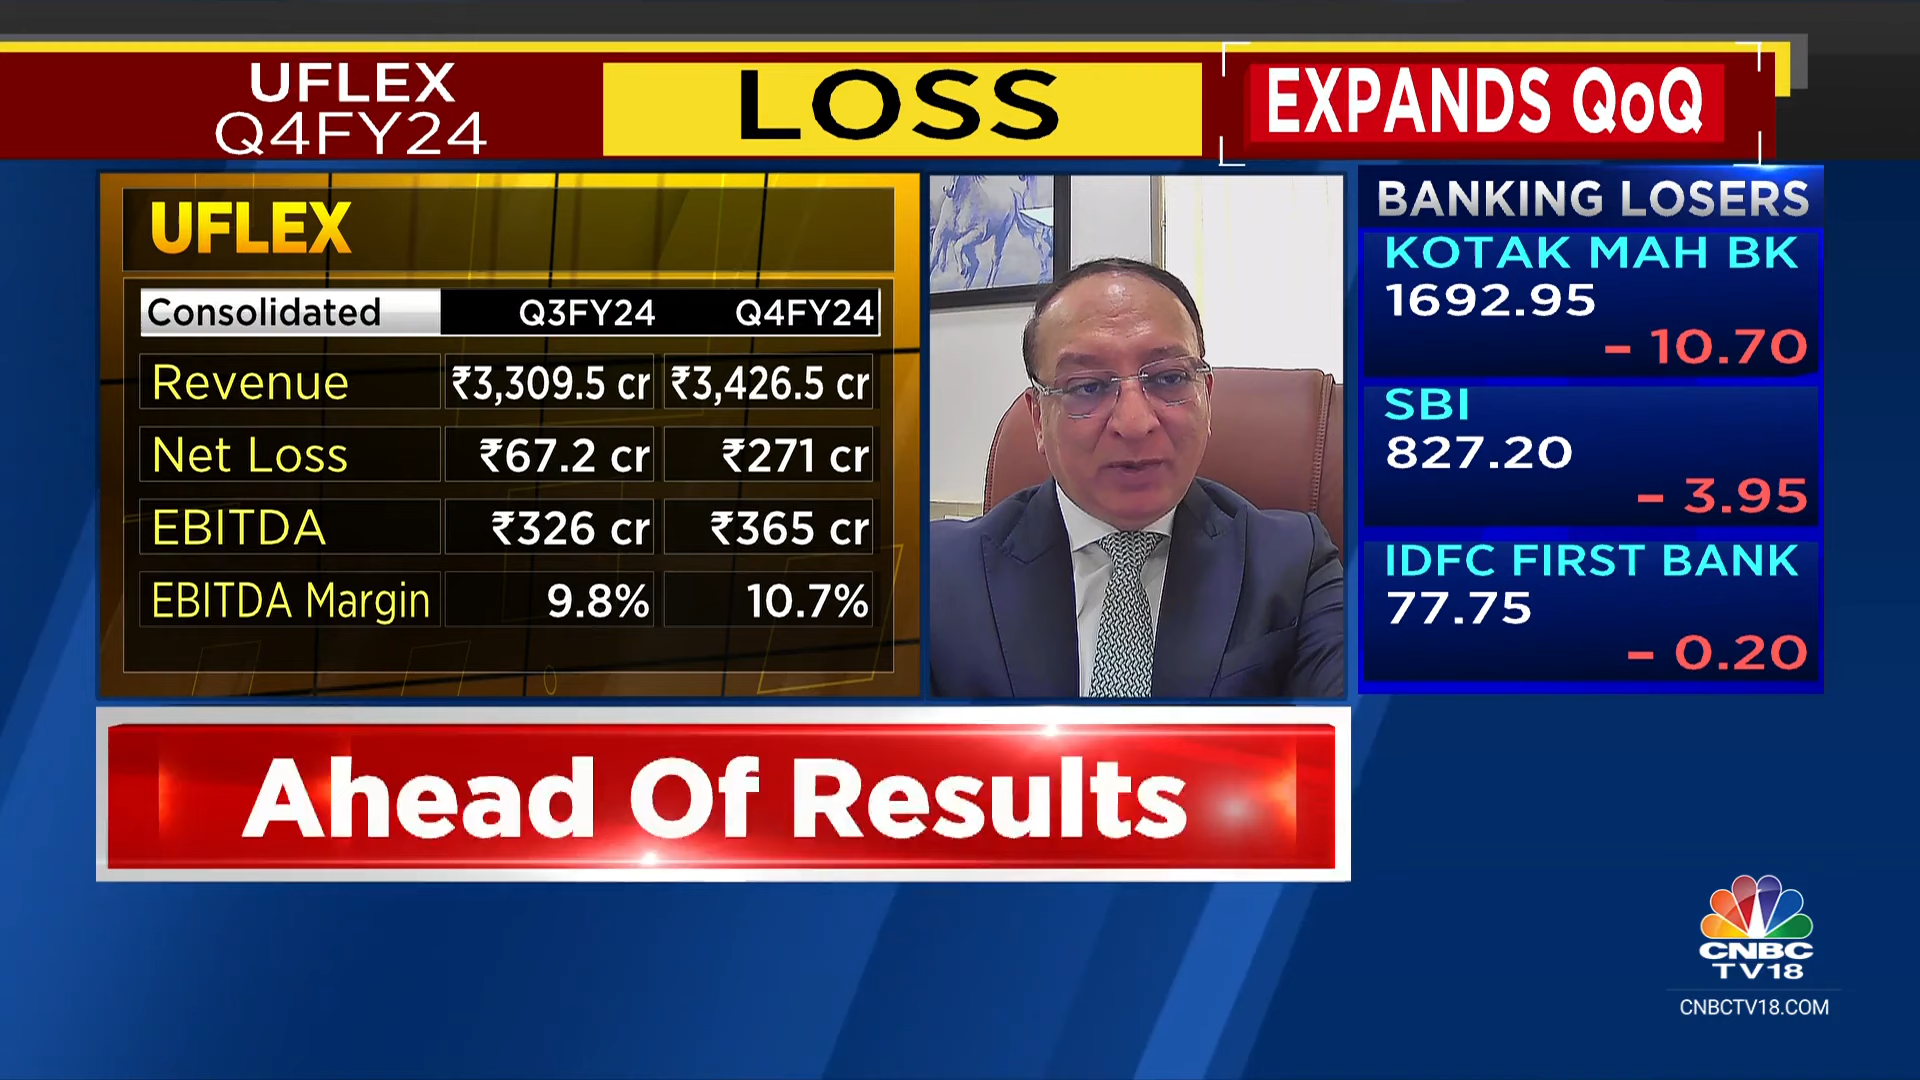 UFLEX
Q4FY24
LOSS
EXPANDS QoQ
UFLEX
Consolidated Q3FY24 Q4FY24
Revenue ₹3,309.5 cr ₹3,426.5 cr
Net Loss ₹67.2 cr ₹271 cr
EBITDA ₹326 cr ₹365 cr
EBITDA Margin 9.8% 10.7%
BANKING LOSERS
KOTAK MAH BK
1692.95
- 10.70
SBI
827.20
- 3.95
IDFC FIRST BANK
77.75
- 0.20
Ahead Of Results
CNBC
TV18
CNBCTV18.COM